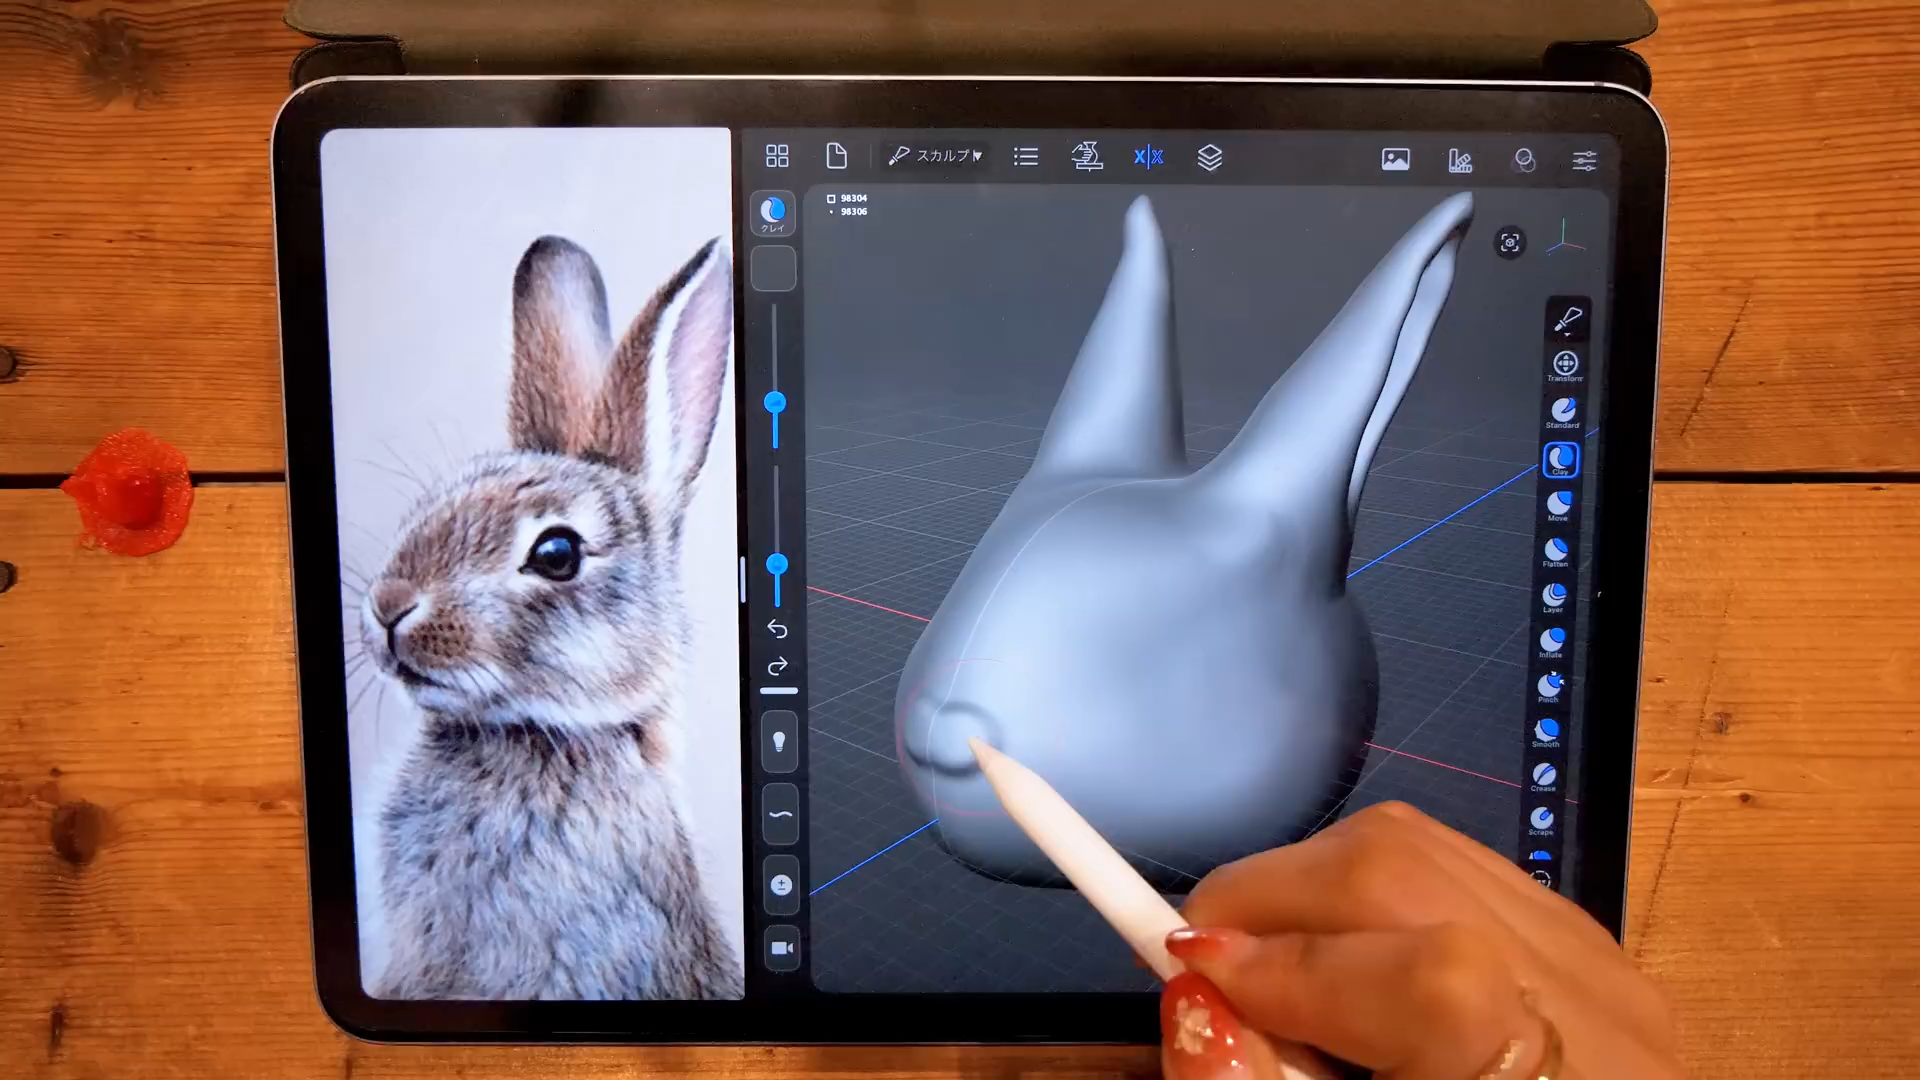 スカルプト
98304
98306
クレイ
Transform
Standard
Clay
Move
Flatten
Layer
Inflate
Pinch
Smooth
Crease
Scrape